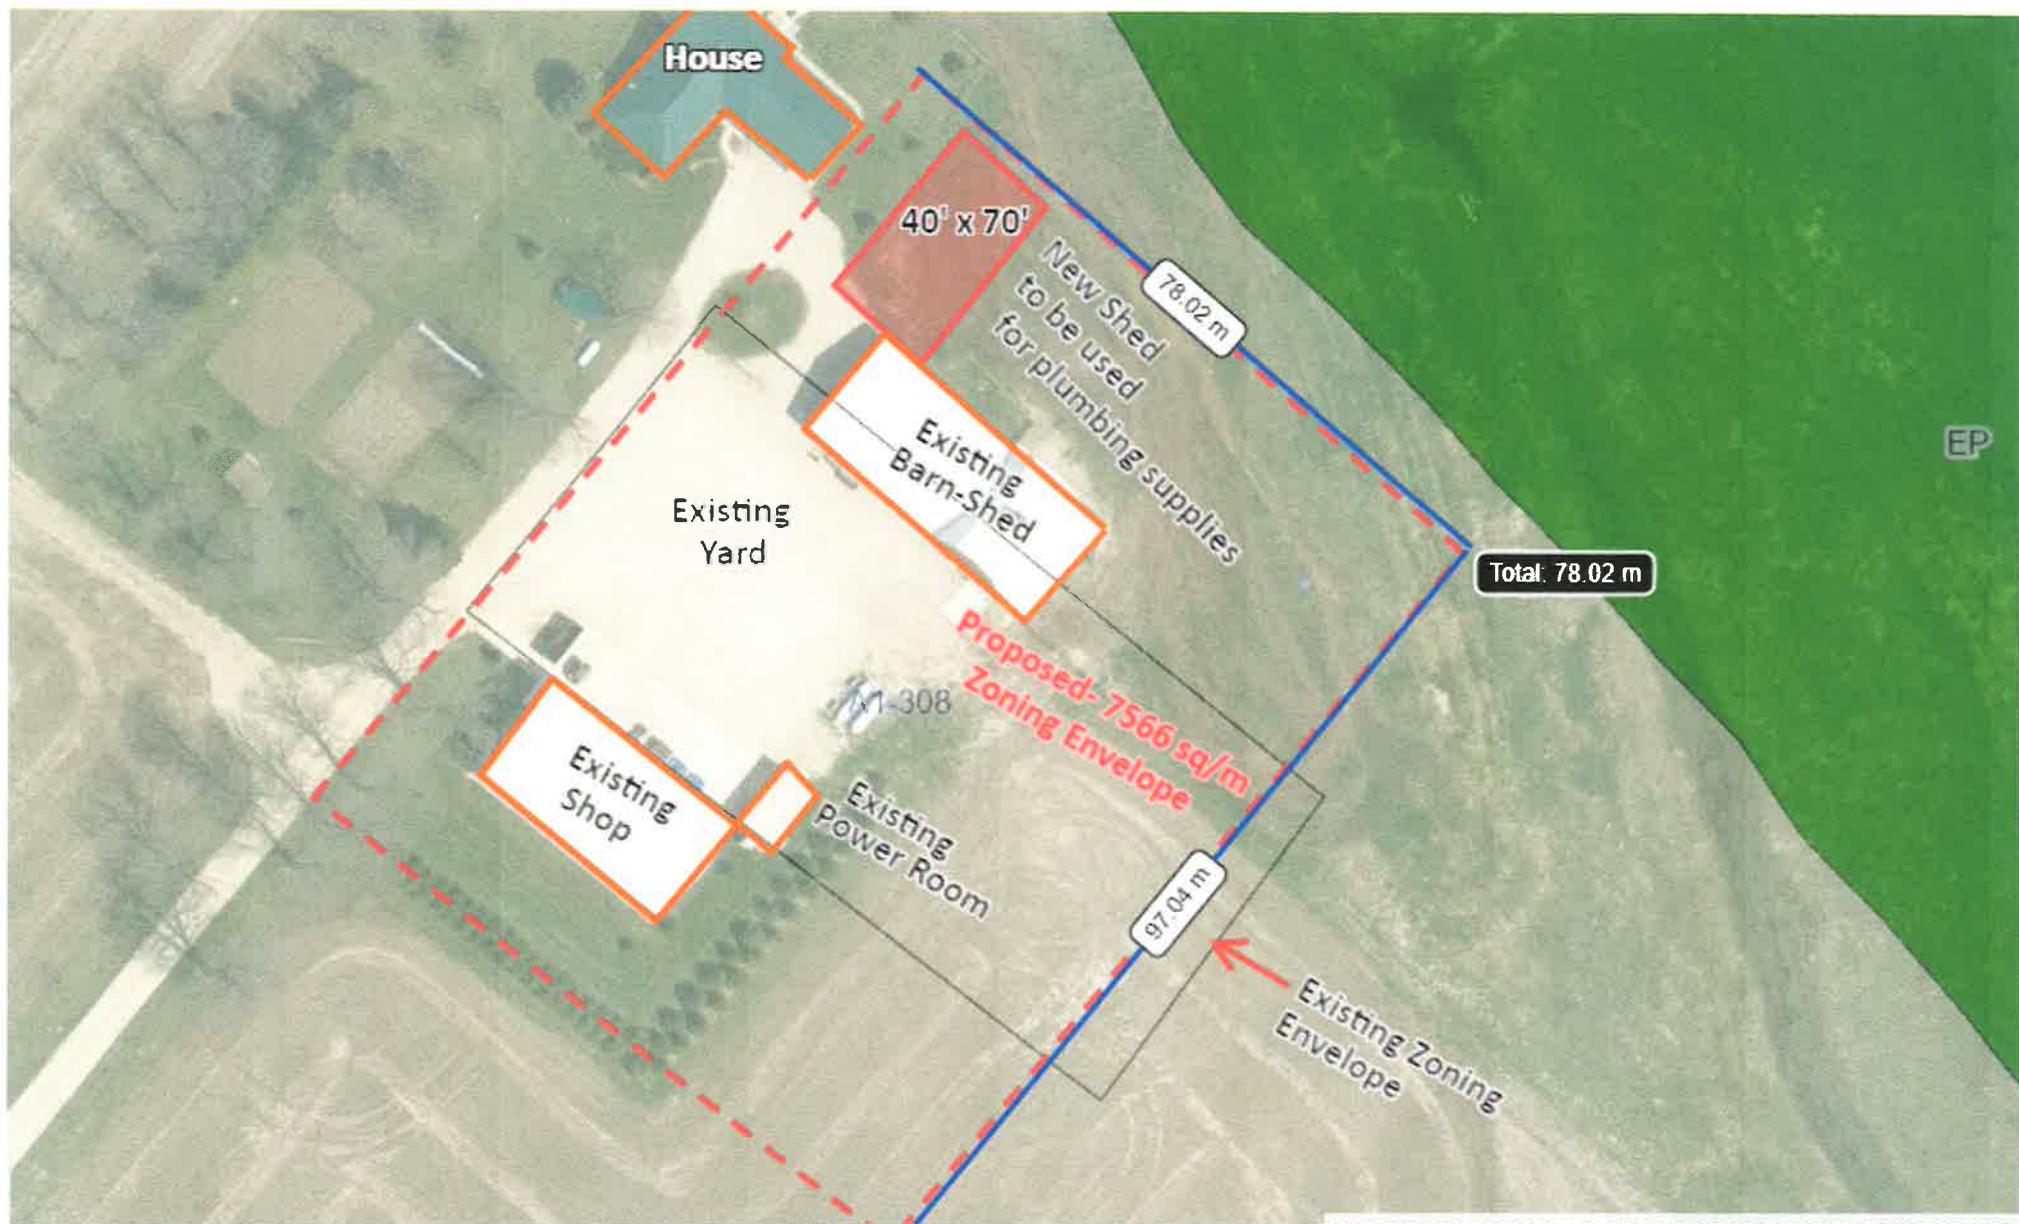 House
40' x 70'
New Shed
to be used
for plumbing supplies
78.02 m
EP
Existing
Barn-Shed
Existing
Yard
Total: 78.02 m
Proposed- 7566 sq/m
Zoning Envelope
A1-308
Existing
Shop
Existing
Power Room
97.04 m
Existing Zoning
Envelope